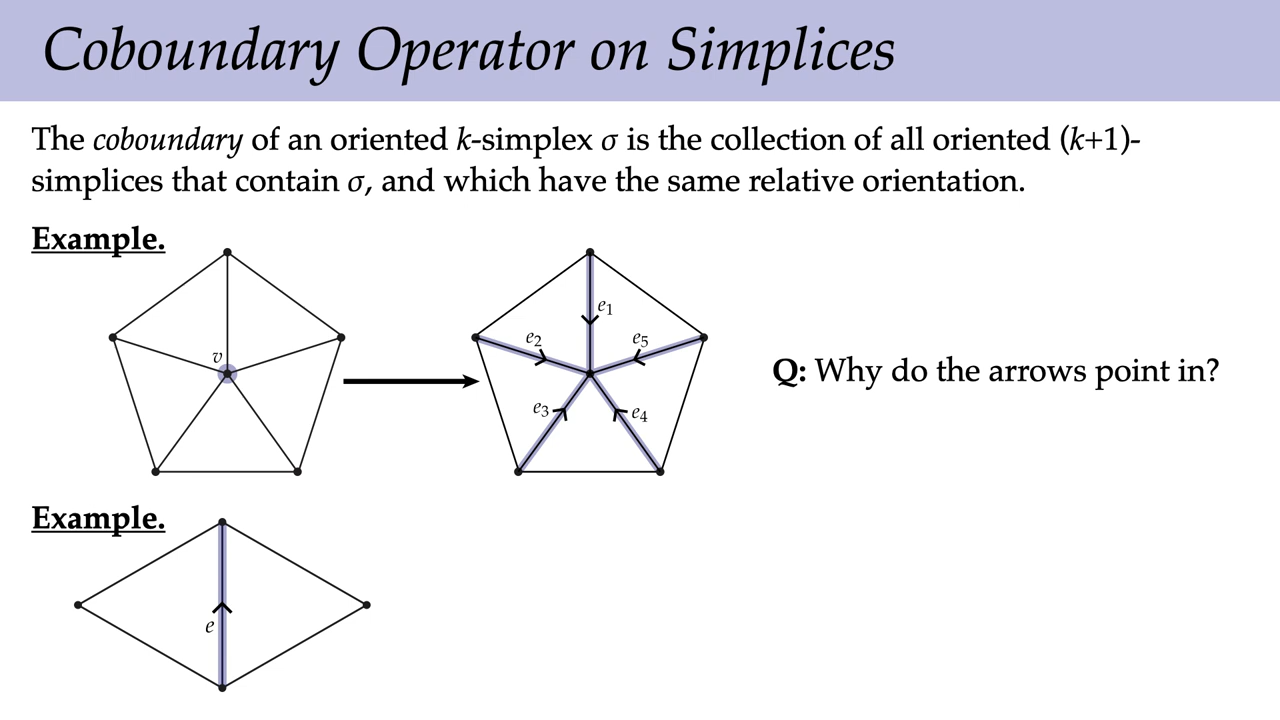 Coboundary Operator on Simplices
The coboundary of an oriented k-simplex σ is the collection of all oriented (k+1)-
simplices that contain σ, and which have the same relative orientation.
Example.
v
e₁
e₂
e₅
e₃
e₄
Q: Why do the arrows point in?
Example.
e